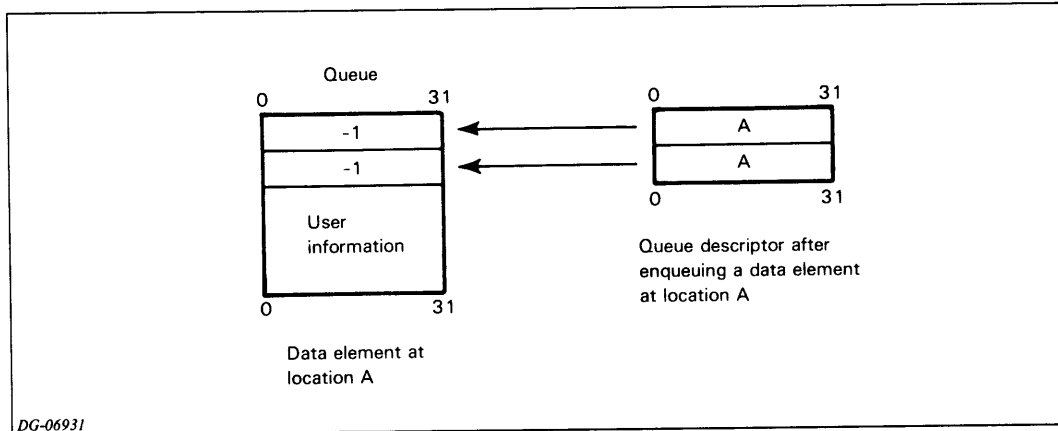 Queue
0 31
-1
-1
User
information
0 31
Data element at
location A
0 31
A
A
0 31
Queue descriptor after
enqueuing a data element
at location A
DG-06931